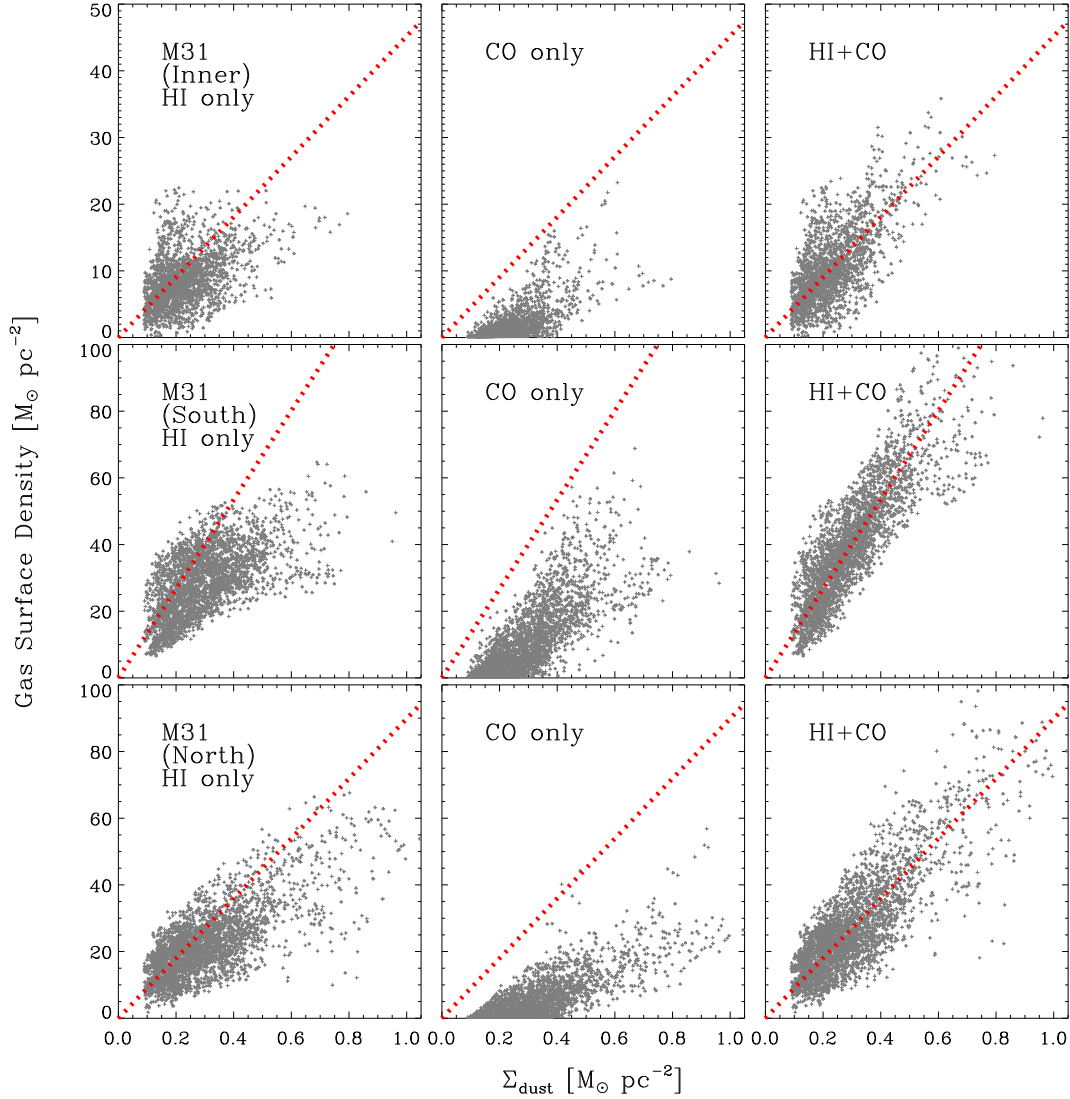 50
40
30
20
10
0
M31
(Inner)
HI only
CO only
HI+CO
100
80
60
40
20
0
M31
(South)
HI only
CO only
HI+CO
100
80
60
40
20
0
M31
(North)
HI only
CO only
HI+CO
0.0 0.2 0.4 0.6 0.8 1.0
0.0 0.2 0.4 0.6 0.8 1.0
0.0 0.2 0.4 0.6 0.8 1.0
Gas Surface Density [M⊙ pc⁻²]
Σdust [M⊙ pc⁻²]